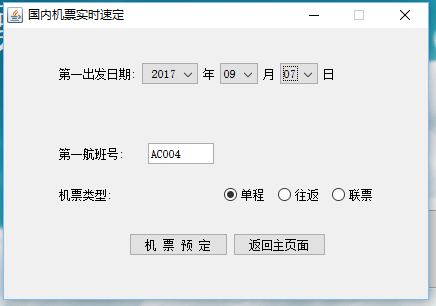 国内机票实时速定
第一出发日期: 2017 年 09 月 07 日
第一航班号: AC004
机票类型: 单程 往返 联票
机 票 预 定 返回主页面